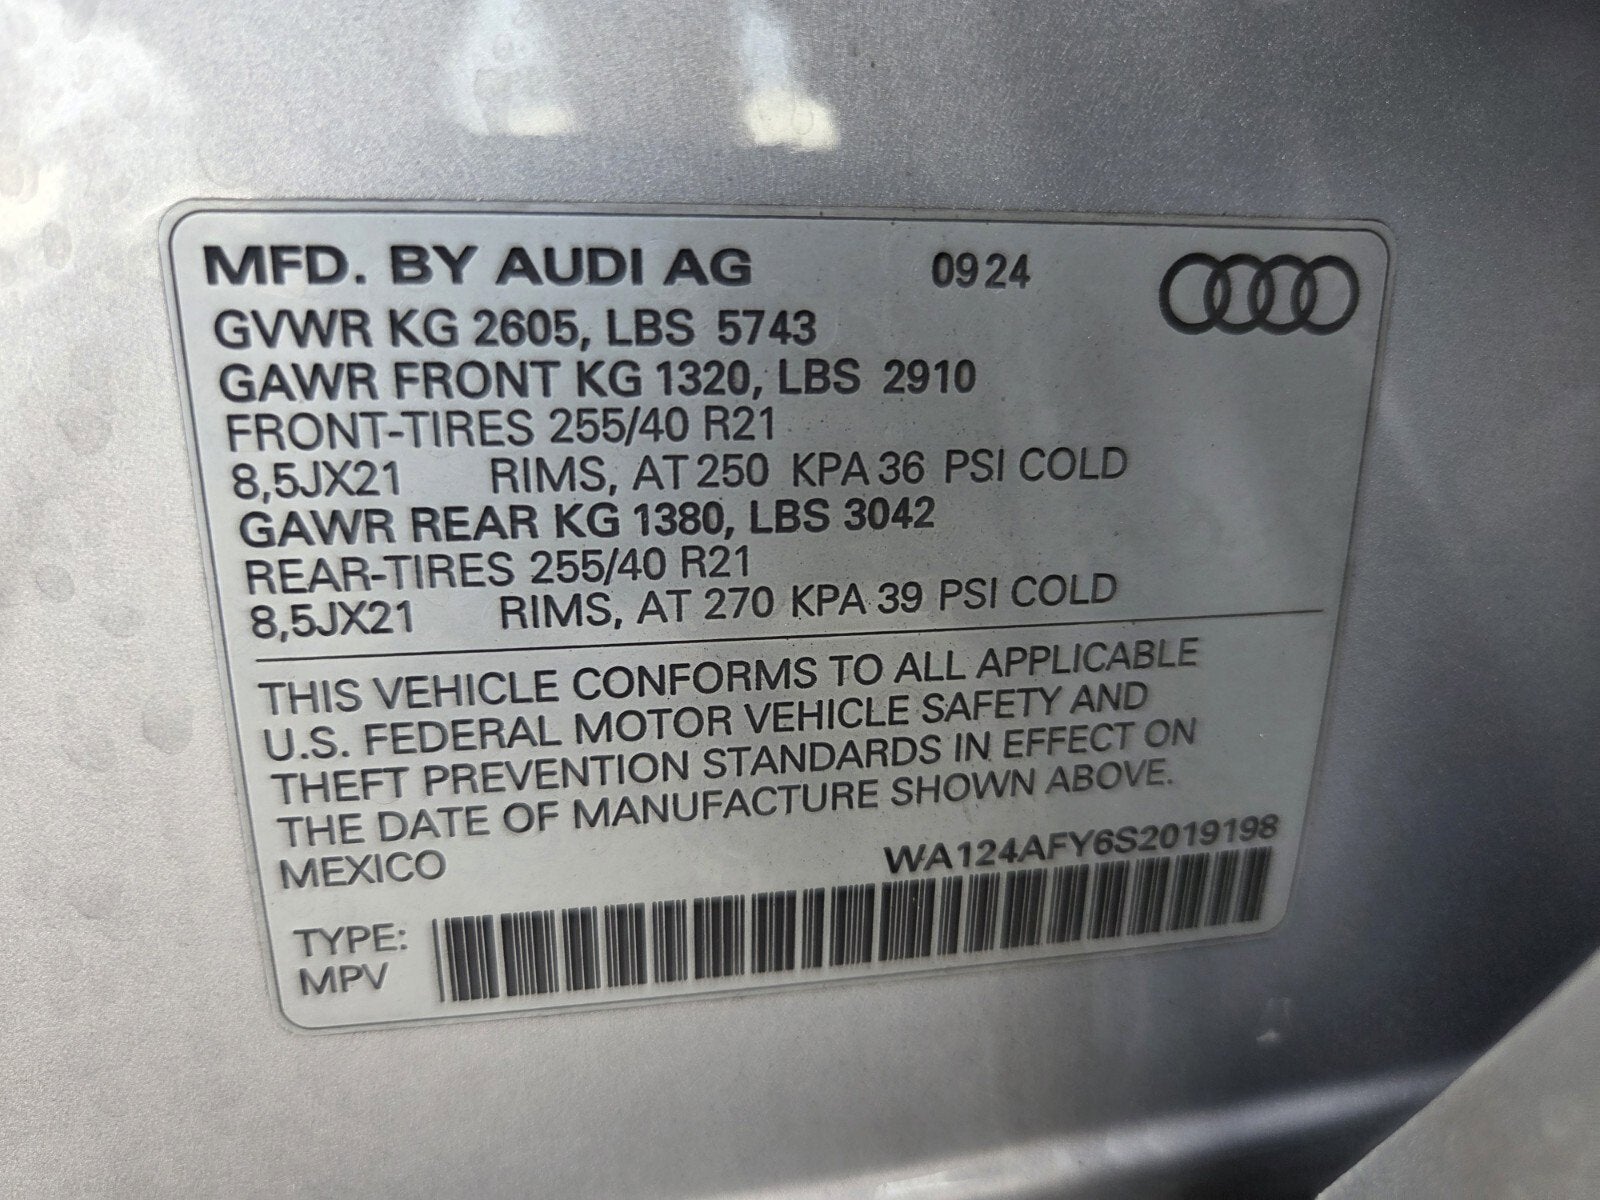 MFD. BY AUDI AG 0924
GVWR KG 2605, LBS 5743
GAWR FRONT KG 1320, LBS 2910
FRONT-TIRES 255/40 R21
8,5JX21 RIMS, AT 250 KPA 36 PSI COLD
GAWR REAR KG 1380, LBS 3042
REAR-TIRES 255/40 R21
8,5JX21 RIMS, AT 270 KPA 39 PSI COLD
THIS VEHICLE CONFORMS TO ALL APPLICABLE
U.S. FEDERAL MOTOR VEHICLE SAFETY AND
THEFT PREVENTION STANDARDS IN EFFECT ON
THE DATE OF MANUFACTURE SHOWN ABOVE.
MEXICO WA124AFY6S2019198
TYPE:
MPV